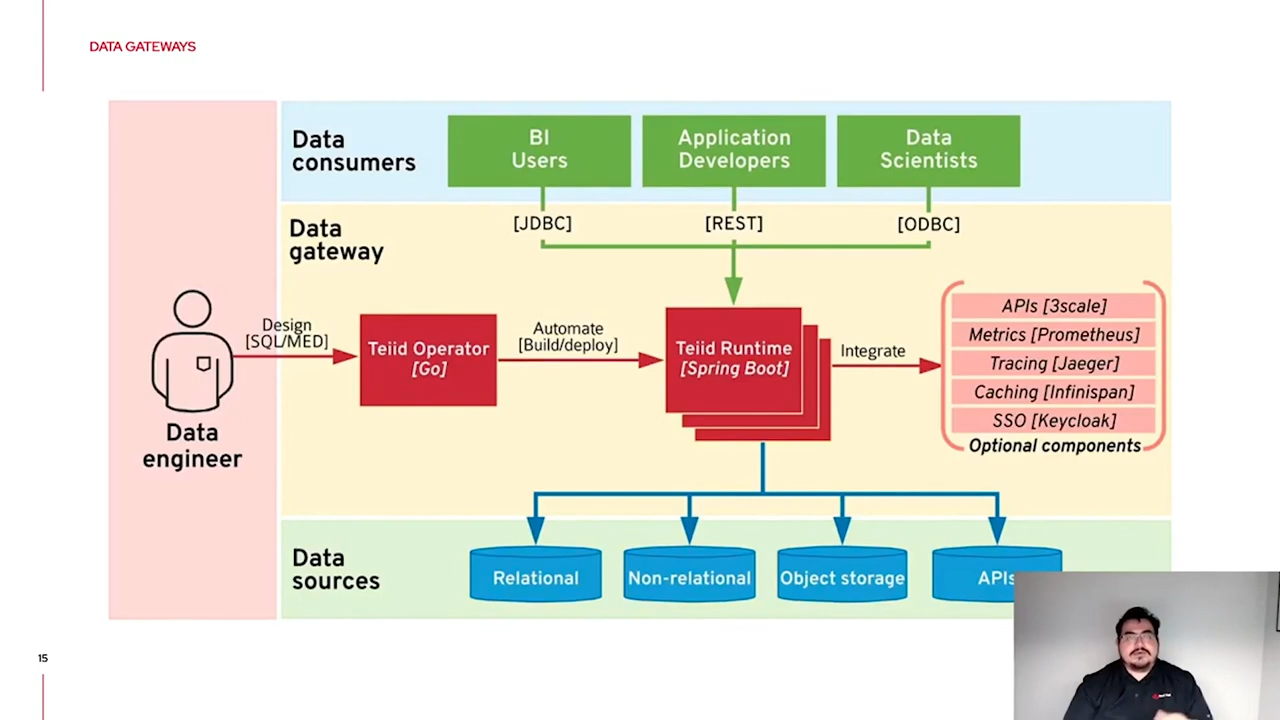 DATA GATEWAYS
Data
consumers
BI
Users
Application
Developers
Data
Scientists
Data
gateway
[JDBC]
[REST]
[ODBC]
Design
[SQL/MED]
Data
engineer
Teiid Operator
[Go]
Automate
[Build/deploy]
Teiid Runtime
[Spring Boot]
Integrate
APIs [3scale]
Metrics [Prometheus]
Tracing [Jaeger]
Caching [Infinispan]
SSO [Keycloak]
Optional components
Data
sources
Relational
Non-relational
Object storage
APIs
15